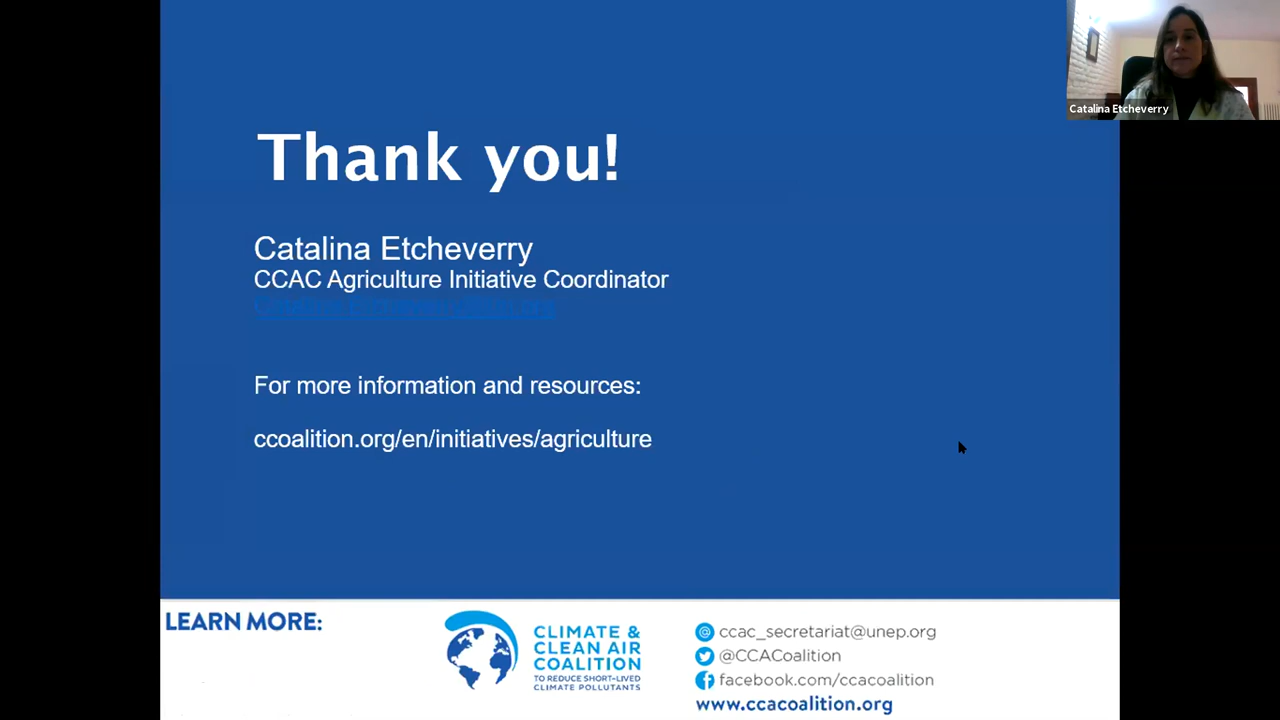 Catalina Etcheverry
Thank you!
Catalina Etcheverry
CCAC Agriculture Initiative Coordinator
For more information and resources:
ccoalition.org/en/initiatives/agriculture
LEARN MORE:
CLIMATE &
CLEAN AIR
COALITION
TO REDUCE SHORT-LIVED
CLIMATE POLLUTANTS
@ ccac_secretariat@unep.org
@CCACoalition
facebook.com/ccacoalition
www.ccacoalition.org